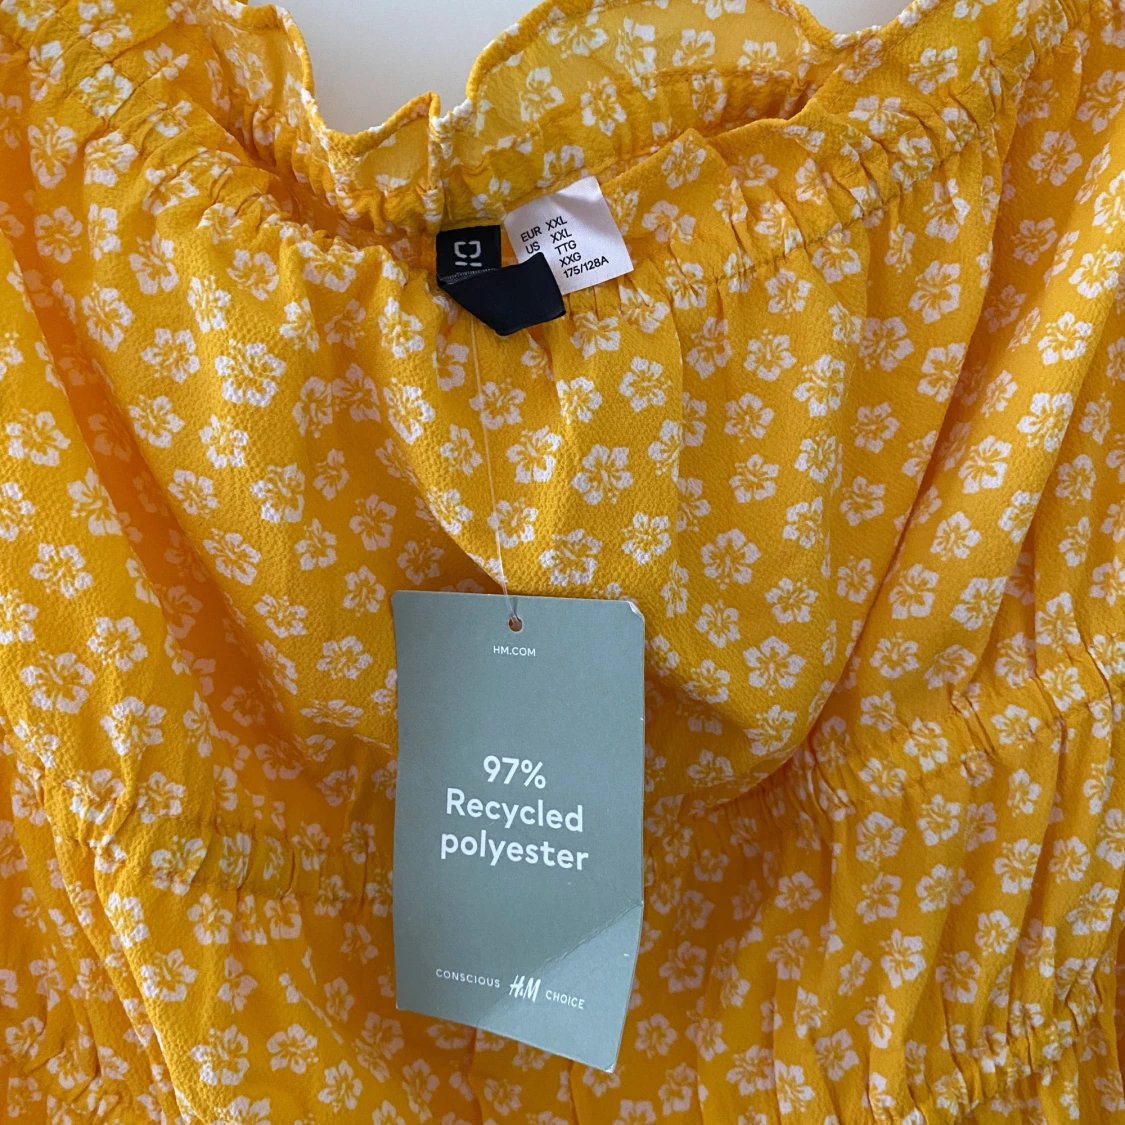 EUR XXL
US XXL
TTG
XXG
175/128A
HM.COM
97%
Recycled
polyester
CONSCIOUS H&M CHOICE